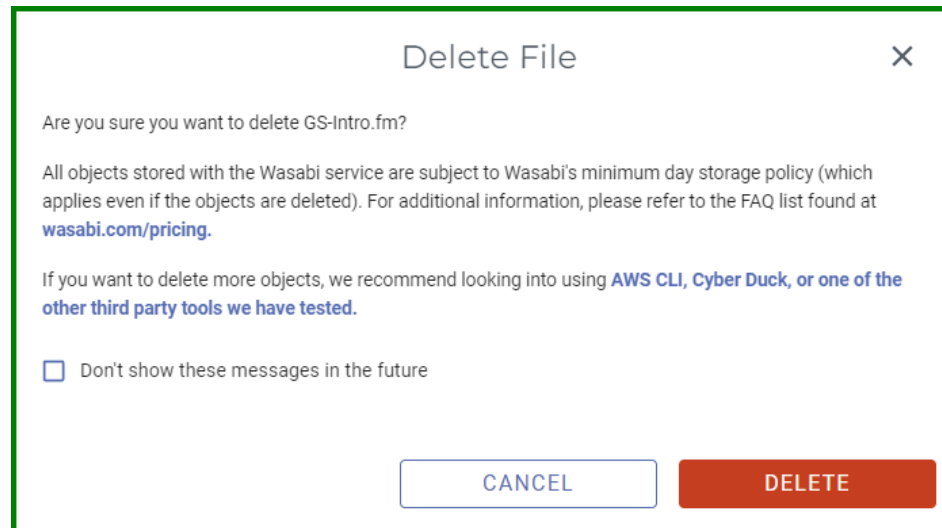 Delete File
Are you sure you want to delete GS-Intro.fm?
All objects stored with the Wasabi service are subject to Wasabi's minimum day storage policy (which
applies even if the objects are deleted). For additional information, please refer to the FAQ list found at
wasabi.com/pricing.
If you want to delete more objects, we recommend looking into using AWS CLI, Cyber Duck, or one of the
other third party tools we have tested.
Don't show these messages in the future
CANCEL
DELETE